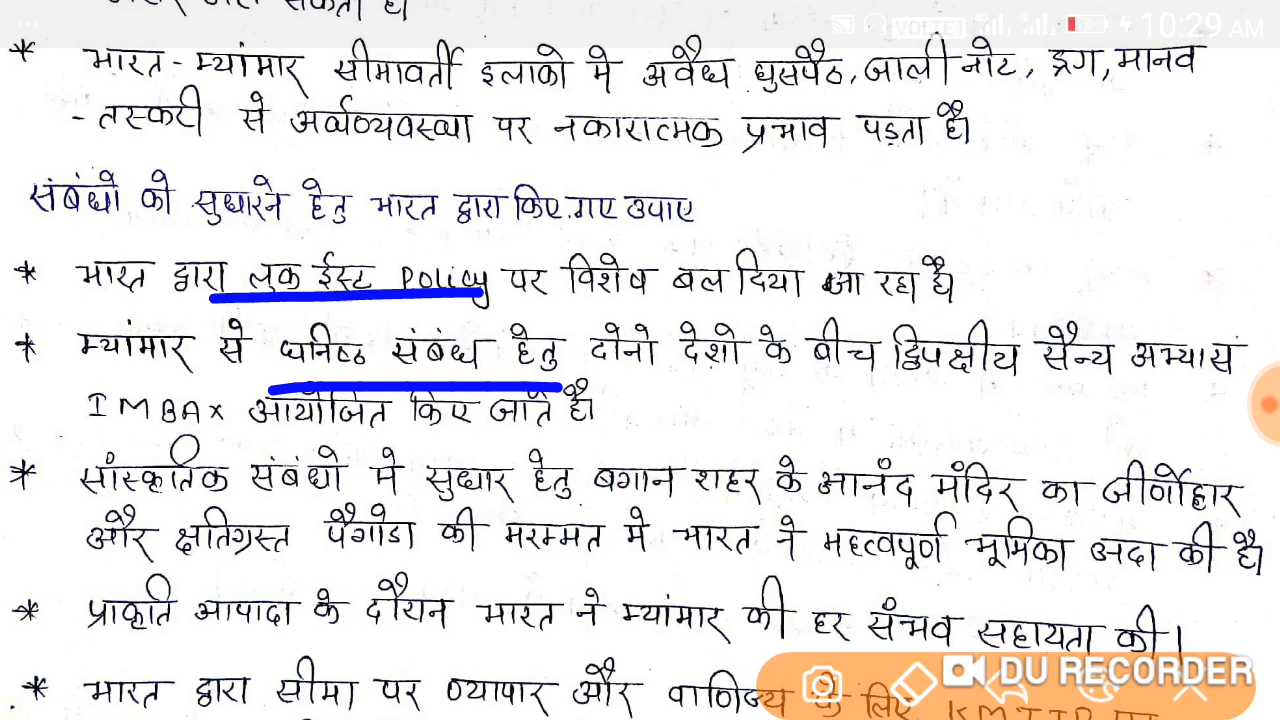 VOLTE1 4G 10:29 AM
* भारत - म्यांमार सीमावर्ती इलाको मे अवैध घुसपैठ, जाली नोट, ड्रग, मानव
- तस्करी से अर्थव्यवस्था पर नकारात्मक प्रभाव पड़ता है।
संबंधो को सुधारने हेतु भारत द्वारा किए गए उपाए
* भारत द्वारा लुक ईस्ट Policy पर विशेष बल दिया जा रहा है
* म्यांमार से घनिष्ठ संबंध हेतु दोनो देशो के बीच द्विपक्षीय सैन्य अभ्यास
IMBAX आयोजित किए जाते है।
* सांस्कृतिक संबंधो मे सुधार हेतु बगान शहर के आनंद मंदिर का जीर्णोद्दार
और क्षतिग्रस्त पैगोडा की मरम्मत मे भारत ने महत्वपूर्ण भूमिका अदा की है।
* प्राकृति आपादा के दौरान भारत ने म्यांमार की हर संभव सहायता की।
* भारत द्वारा सीमा पर व्यापार और वाणिज्य के लिए
DU RECORDER